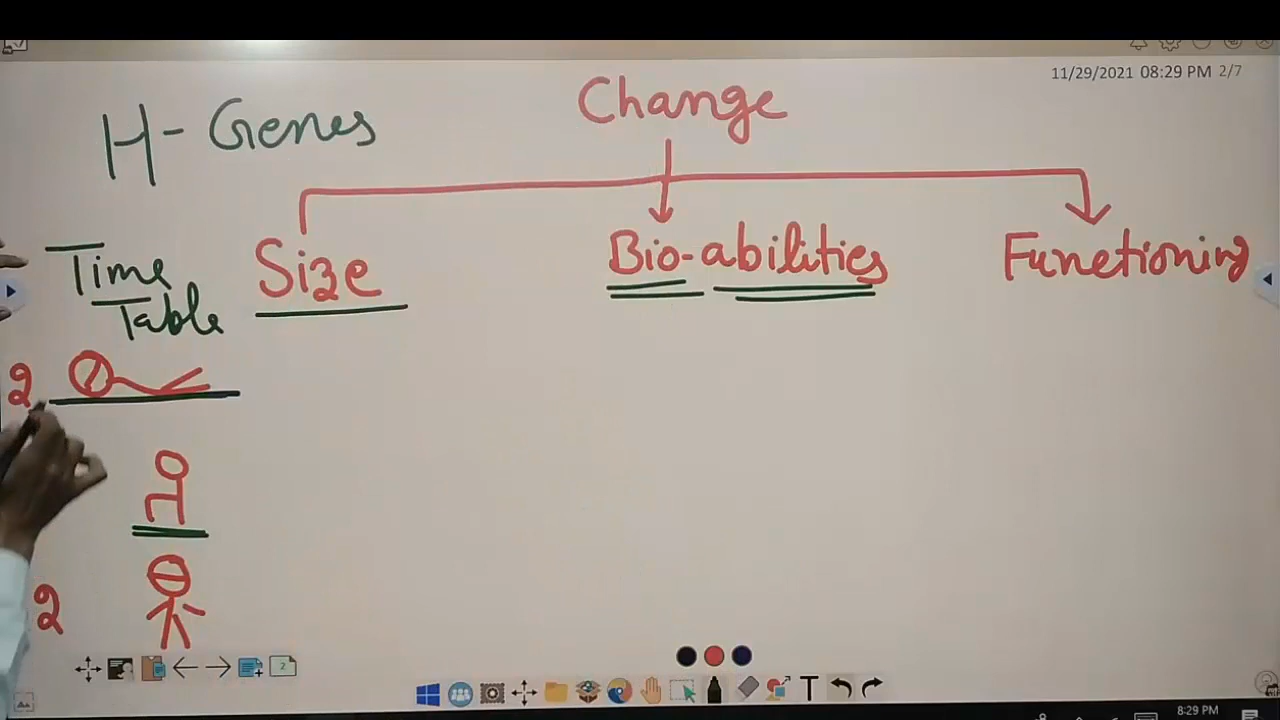 11/29/2021 08:29 PM 2/7
Change
H- Genes
Size
Bio-abilities
Functioning
Time
Table
2
2
2
T
8:29 PM